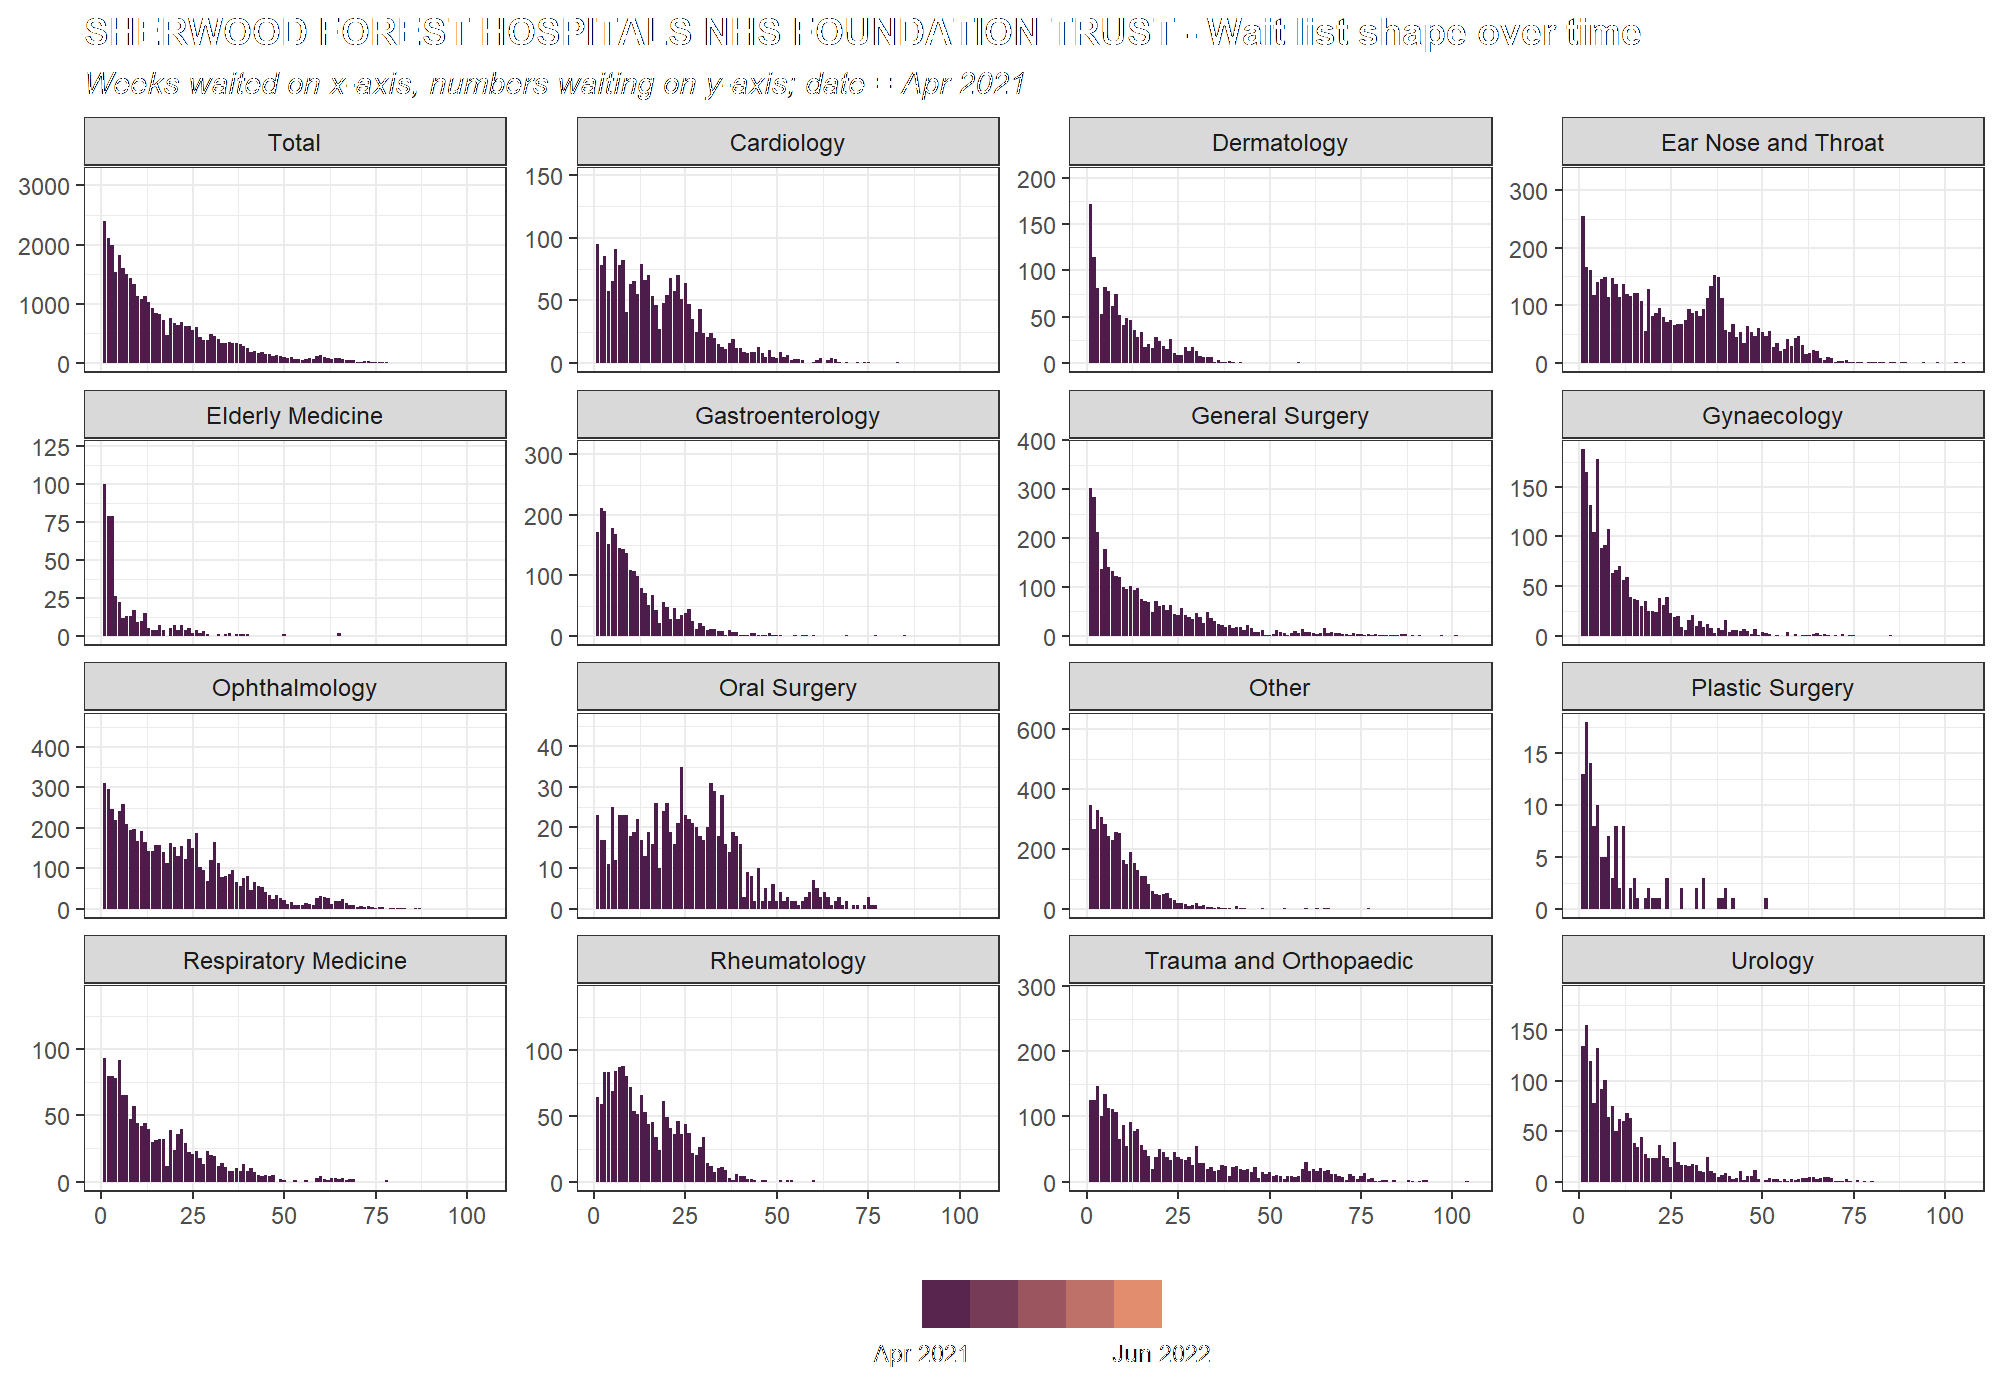 SHERWOOD FOREST HOSPITALS NHS FOUNDATION TRUST - Wait list shape over time
Weeks waited on x-axis, numbers waiting on y-axis; date = Apr 2021
Total
Cardiology
Dermatology
Ear Nose and Throat
3000
2000
1000
0
150
100
50
0
200
150
100
50
0
300
200
100
0
Elderly Medicine
Gastroenterology
General Surgery
Gynaecology
125
100
75
50
25
0
300
200
100
0
400
300
200
100
0
150
100
50
0
Ophthalmology
Oral Surgery
Other
Plastic Surgery
400
300
200
100
0
40
30
20
10
0
600
400
200
0
15
10
5
0
Respiratory Medicine
Rheumatology
Trauma and Orthopaedic
Urology
100
50
0
100
50
0
300
200
100
0
150
100
50
0
0 25 50 75 100
0 25 50 75 100
0 25 50 75 100
0 25 50 75 100
Apr 2021
Jun 2022